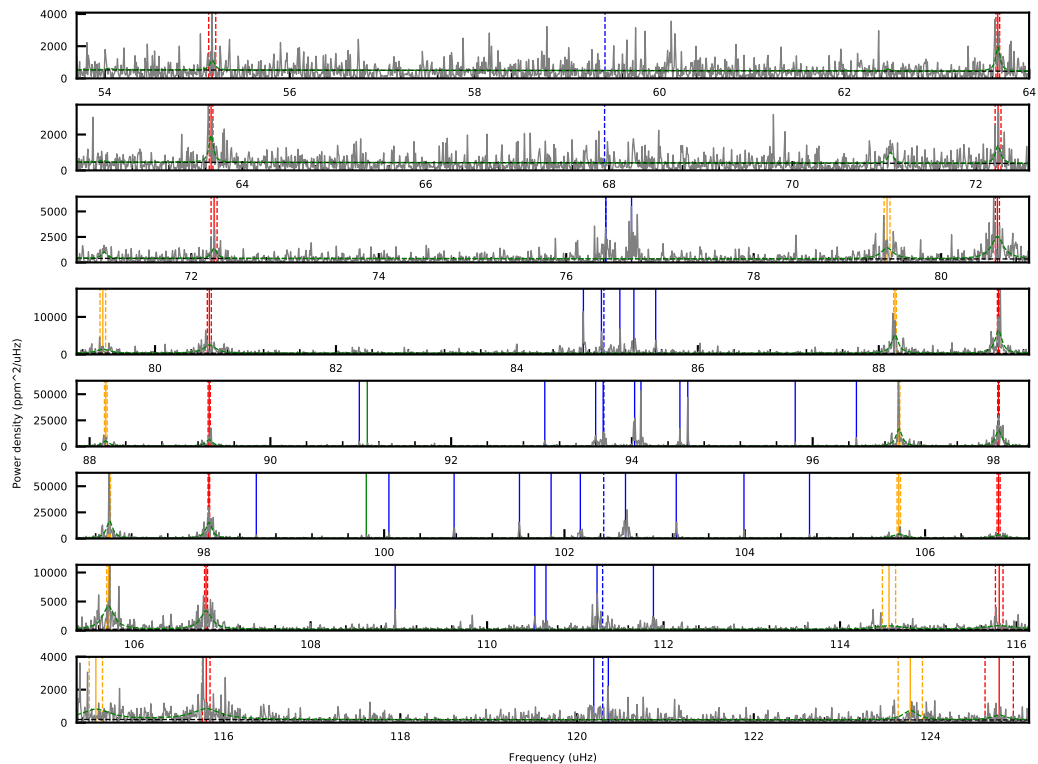 4000
2000
0
54 56 58 60 62 64
2000
0
64 66 68 70 72
5000
2500
0
72 74 76 78 80
10000
0
80 82 84 86 88
50000
25000
0
88 90 92 94 96 98
50000
25000
0
98 100 102 104 106
10000
5000
0
106 108 110 112 114 116
4000
2000
0
116 118 120 122 124
Power density (ppm^2/uHz)
Frequency (uHz)